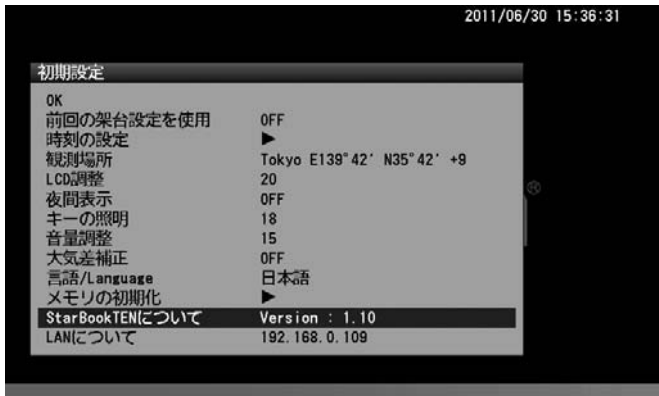 2011/06/30 15:36:31
初期設定
OK
前回の架台設定を使用 OFF
時刻の設定 ▶
観測場所 Tokyo E139°42′ N35°42′ +9
LCD調整 20
夜間表示 OFF
キーの照明 18
音量調整 15
大気差補正 OFF
言語/Language 日本語
メモリの初期化 ▶
StarBookTENについて Version : 1.10
LANについて 192.168.0.109